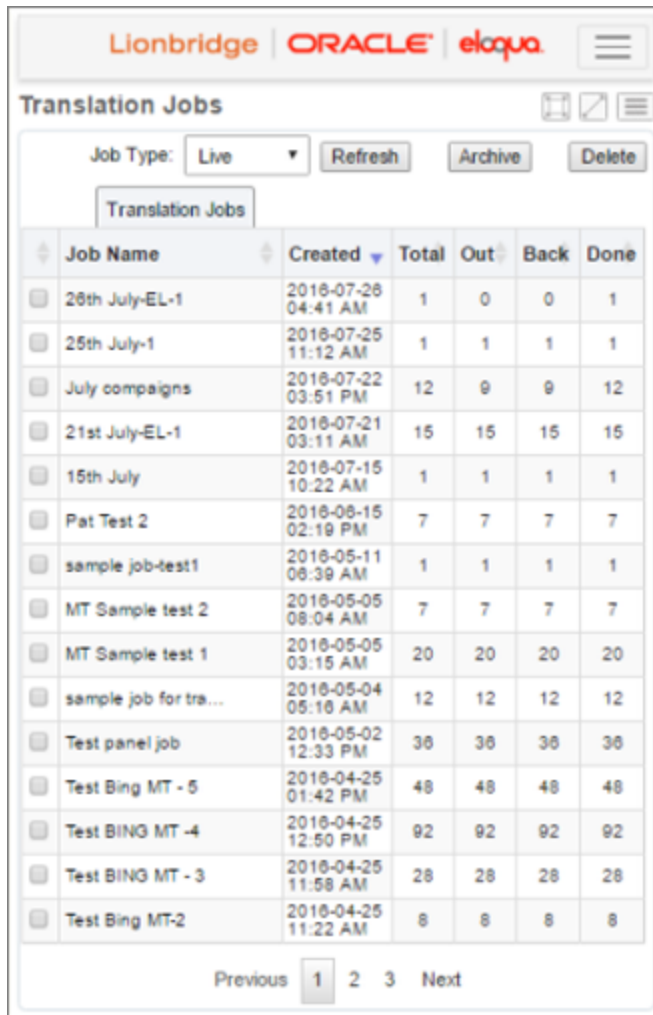 Lionbridge ORACLE eloqua.
Translation Jobs
Job Type: Live Refresh Archive Delete
Translation Jobs
Job Name Created Total Out Back Done
26th July-EL-1 2016-07-26 04:41 AM 1 0 0 1
25th July-1 2016-07-25 11:12 AM 1 1 1 1
July compaigns 2016-07-22 03:51 PM 12 9 9 12
21st July-EL-1 2016-07-21 03:11 AM 15 15 15 15
15th July 2016-07-15 10:22 AM 1 1 1 1
Pat Test 2 2016-06-15 02:19 PM 7 7 7 7
sample job-test1 2016-05-11 06:39 AM 1 1 1 1
MT Sample test 2 2016-05-05 08:04 AM 7 7 7 7
MT Sample test 1 2016-05-05 03:15 AM 20 20 20 20
sample job for tra... 2016-05-04 05:16 AM 12 12 12 12
Test panel job 2016-05-02 12:33 PM 36 36 36 36
Test Bing MT - 5 2016-04-25 01:42 PM 48 48 48 48
Test BING MT -4 2016-04-25 12:50 PM 92 92 92 92
Test BING MT - 3 2016-04-25 11:58 AM 28 28 28 28
Test Bing MT-2 2016-04-25 11:22 AM 8 8 8 8
Previous 1 2 3 Next